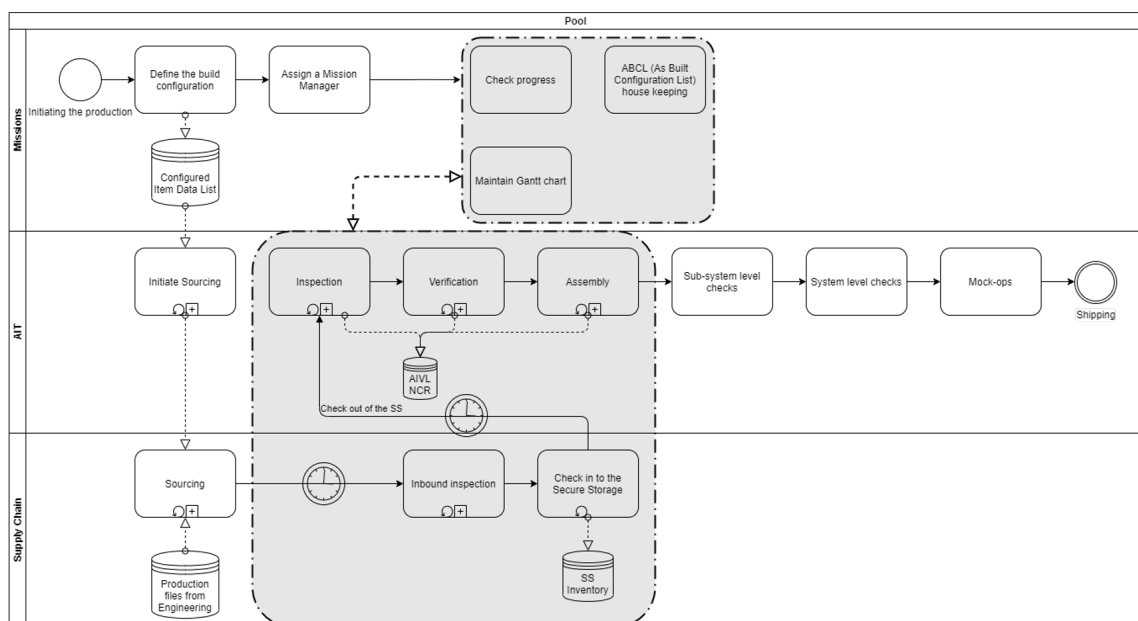 Pool
Missions
Initiating the production
Define the build
configuration
Assign a Mission
Manager
Check progress
ABCL (As Built
Configuration List)
house keeping
Configured
Item Data List
Maintain Gantt chart
AIT
Initiate Sourcing
Inspection
Verification
Assembly
Sub-system level
checks
System level checks
Mock-ops
Shipping
AIVL
NCR
Check out of the SS
Supply Chain
Sourcing
Inbound inspection
Check in to the
Secure Storage
Production
files from
Engineering
SS
Inventory